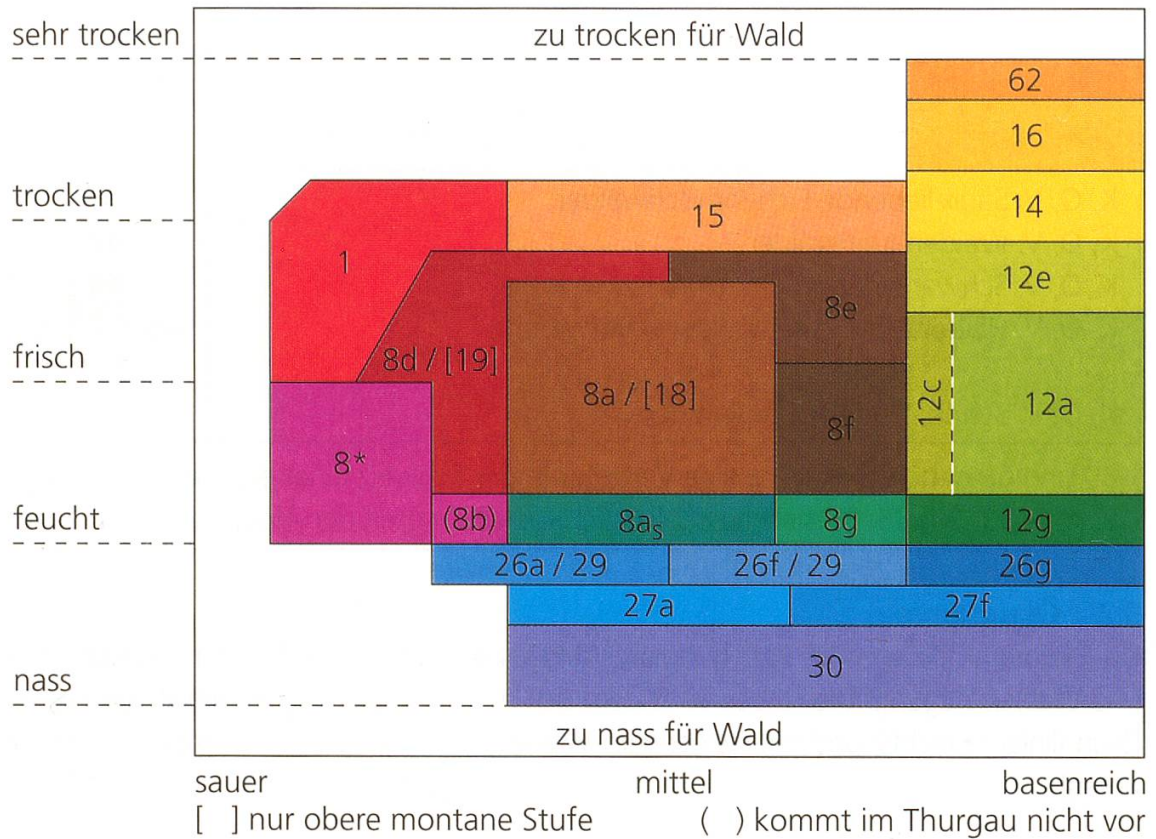 sehr trocken
zu trocken für Wald
62
16
trocken
14
15
1
12e
8e
frisch
8d / [19]
8a / [18]
12c
12a
8f
8*
feucht
(8b)
8as
8g
12g
26a / 29
26f / 29
26g
27a
27f
30
nass
zu nass für Wald
sauer
mittel
basenreich
[ ] nur obere montane Stufe
( ) kommt im Thurgau nicht vor